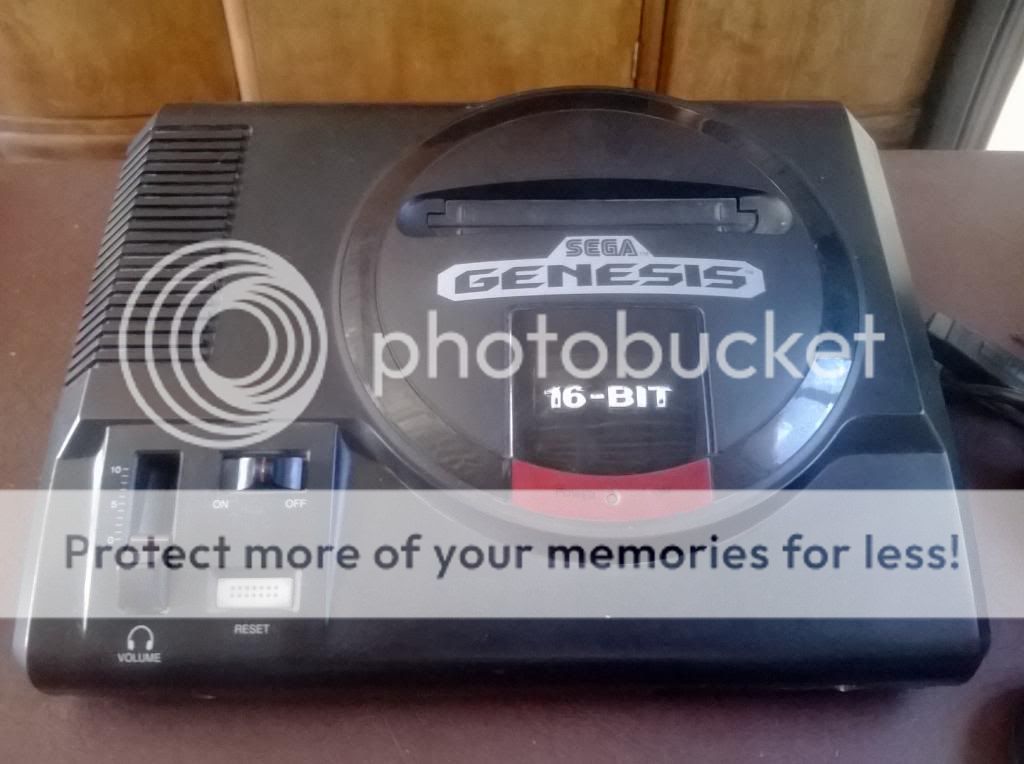 SEGA
GENESIS
photobucket
16-BIT
10
5
0
ON OFF
Protect more of your memories for less!
RESET
VOLUME